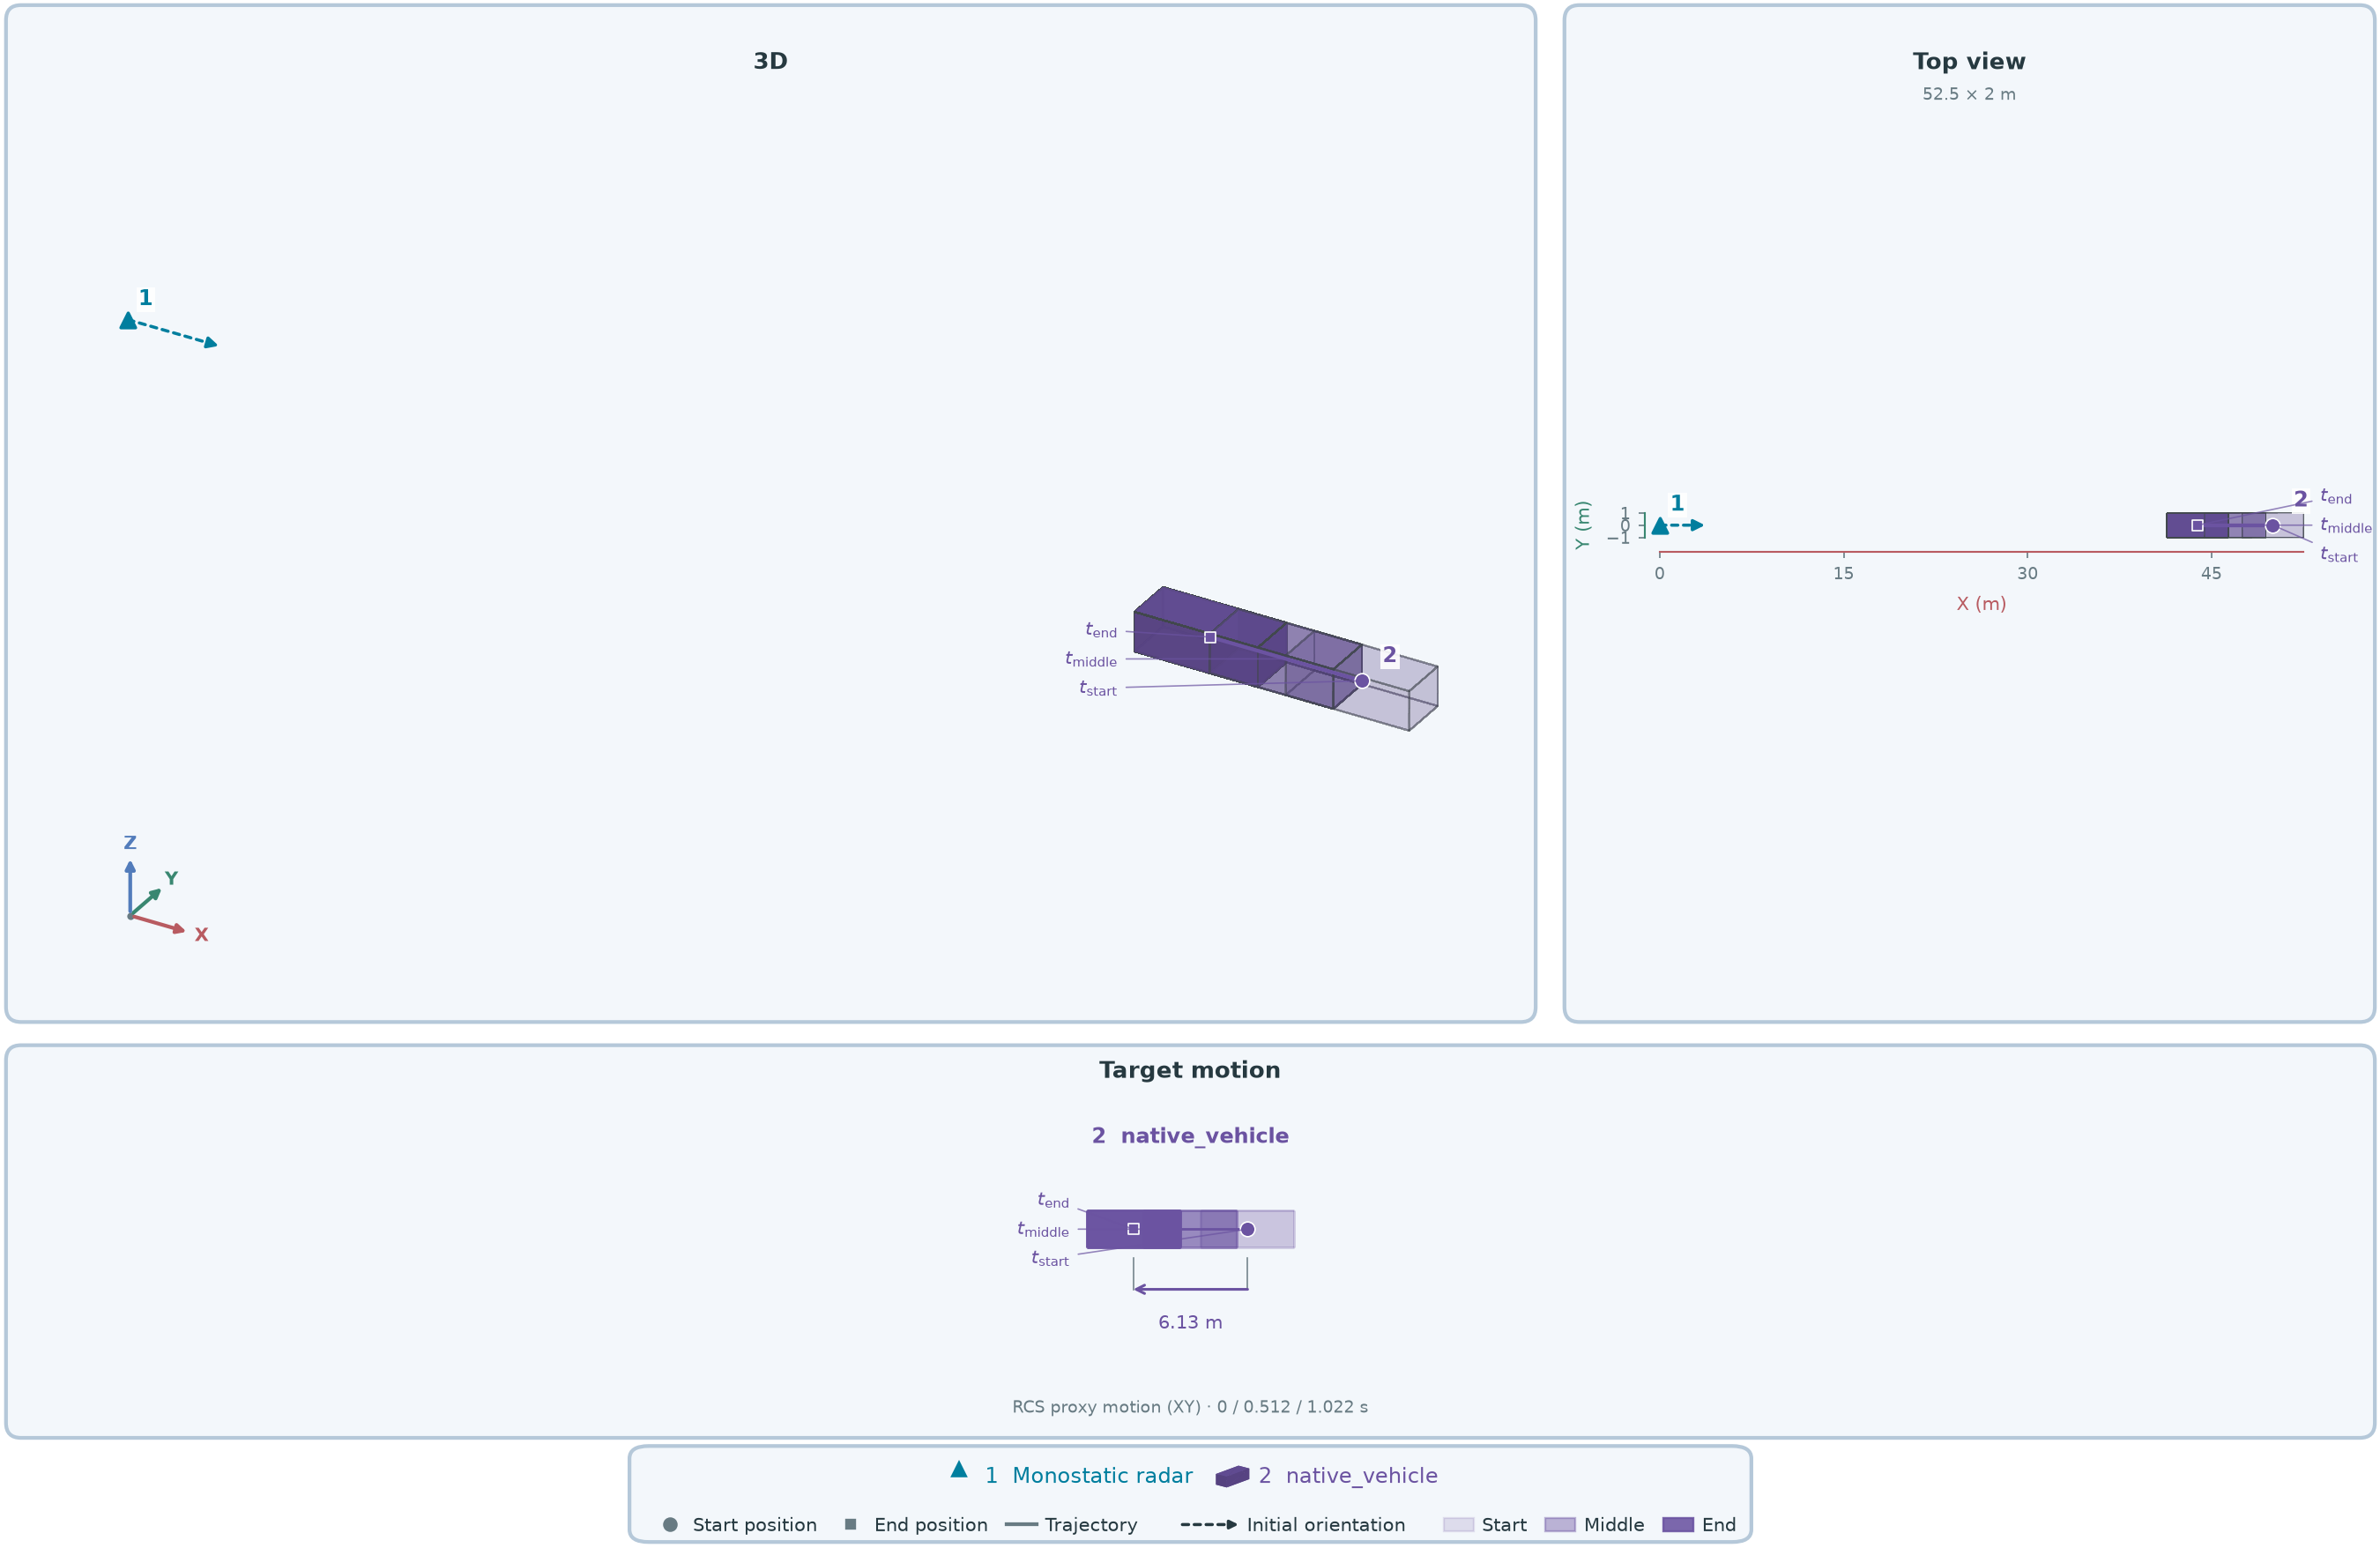 3D
1
2
t_end
t_middle
t_start
Z
Y
X
Top view
52.5 × 2 m
Y (m)
1
0
−1
1
2
t_end
t_middle
t_start
0 15 30 45
X (m)
Target motion
2 native_vehicle
t_end
t_middle
t_start
6.13 m
RCS proxy motion (XY) · 0 / 0.512 / 1.022 s
1 Monostatic radar 2 native_vehicle
Start position End position Trajectory Initial orientation Start Middle End